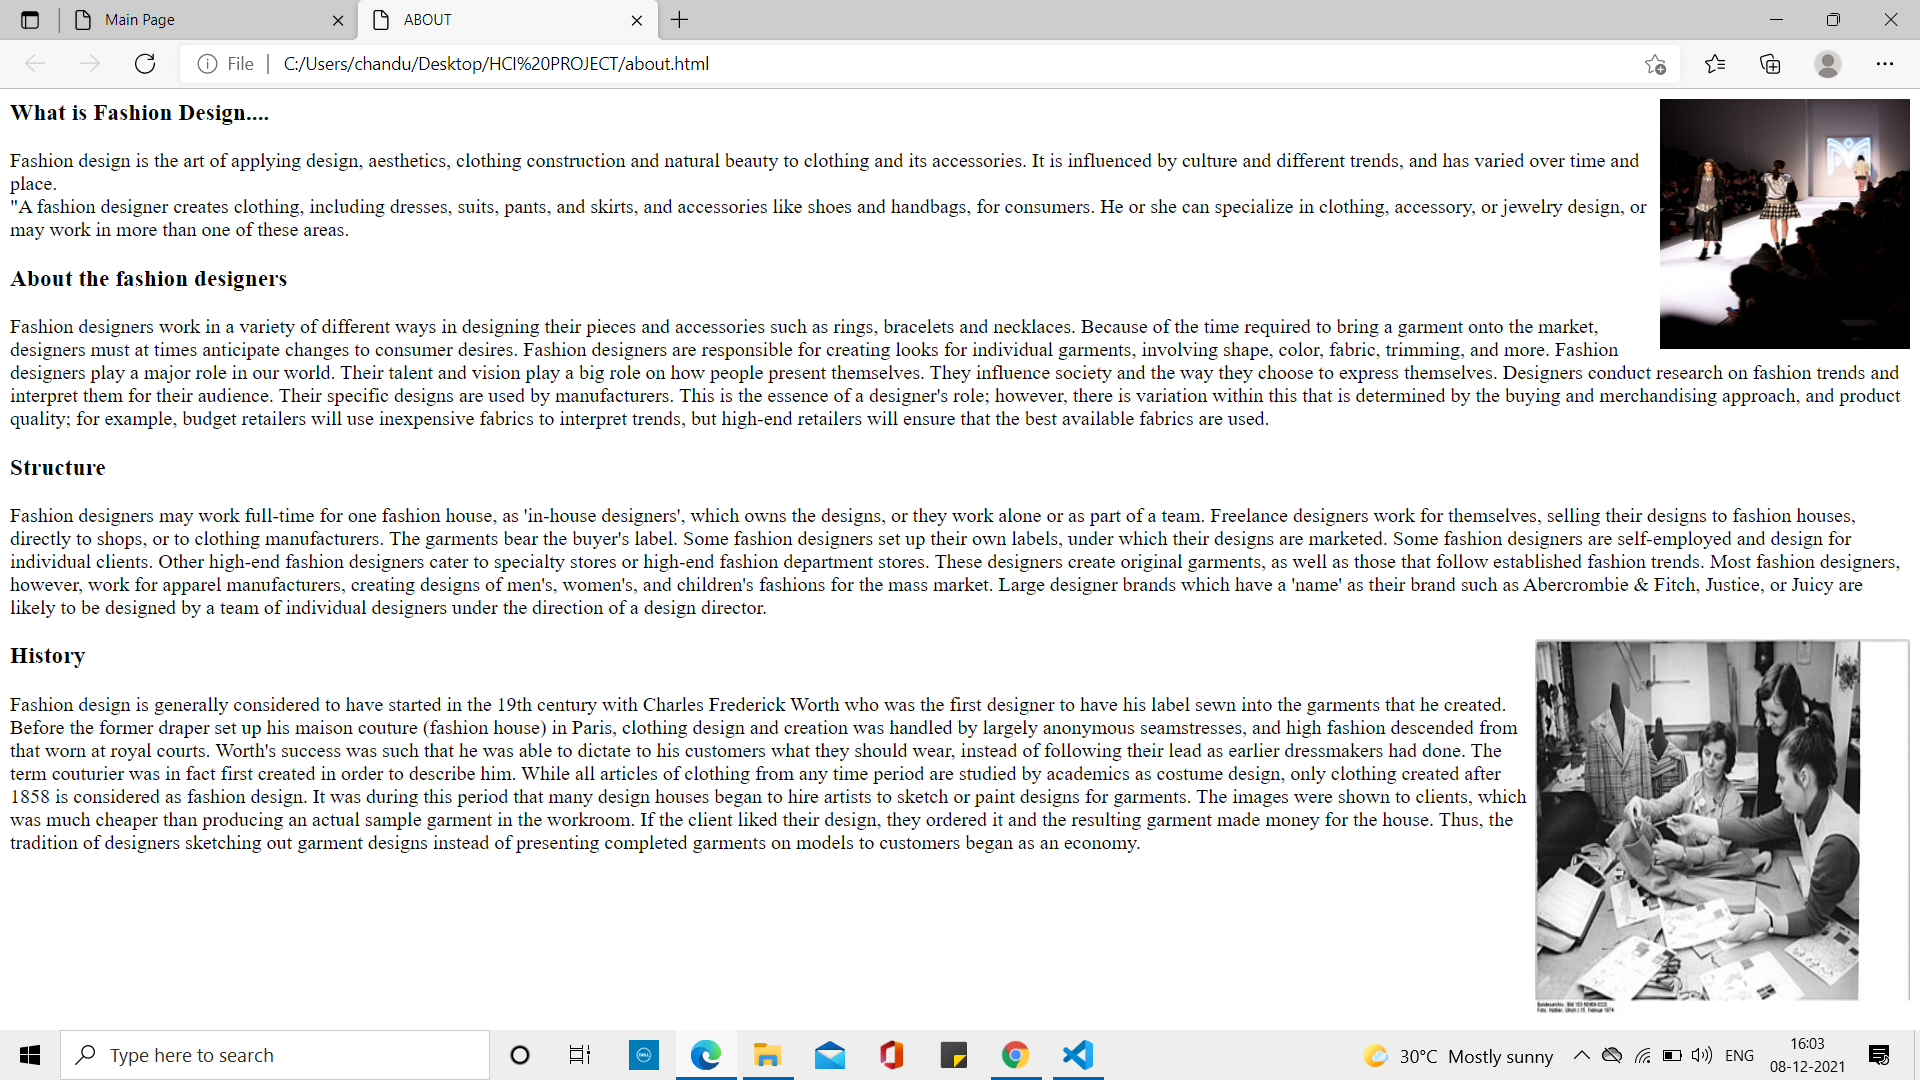 Main Page
ABOUT
File
C:/Users/chandu/Desktop/HCI%20PROJECT/about.html
What is Fashion Design....
Fashion design is the art of applying design, aesthetics, clothing construction and natural beauty to clothing and its accessories. It is influenced by culture and different trends, and has varied over time and
place.
"A fashion designer creates clothing, including dresses, suits, pants, and skirts, and accessories like shoes and handbags, for consumers. He or she can specialize in clothing, accessory, or jewelry design, or
may work in more than one of these areas.
About the fashion designers
Fashion designers work in a variety of different ways in designing their pieces and accessories such as rings, bracelets and necklaces. Because of the time required to bring a garment onto the market,
designers must at times anticipate changes to consumer desires. Fashion designers are responsible for creating looks for individual garments, involving shape, color, fabric, trimming, and more. Fashion
designers play a major role in our world. Their talent and vision play a big role on how people present themselves. They influence society and the way they choose to express themselves. Designers conduct research on fashion trends and
interpret them for their audience. Their specific designs are used by manufacturers. This is the essence of a designer's role; however, there is variation within this that is determined by the buying and merchandising approach, and product
quality; for example, budget retailers will use inexpensive fabrics to interpret trends, but high-end retailers will ensure that the best available fabrics are used.
Structure
Fashion designers may work full-time for one fashion house, as 'in-house designers', which owns the designs, or they work alone or as part of a team. Freelance designers work for themselves, selling their designs to fashion houses,
directly to shops, or to clothing manufacturers. The garments bear the buyer's label. Some fashion designers set up their own labels, under which their designs are marketed. Some fashion designers are self-employed and design for
individual clients. Other high-end fashion designers cater to specialty stores or high-end fashion department stores. These designers create original garments, as well as those that follow established fashion trends. Most fashion designers,
however, work for apparel manufacturers, creating designs of men's, women's, and children's fashions for the mass market. Large designer brands which have a 'name' as their brand such as Abercrombie & Fitch, Justice, or Juicy are
likely to be designed by a team of individual designers under the direction of a design director.
History
Fashion design is generally considered to have started in the 19th century with Charles Frederick Worth who was the first designer to have his label sewn into the garments that he created.
Before the former draper set up his maison couture (fashion house) in Paris, clothing design and creation was handled by largely anonymous seamstresses, and high fashion descended from
that worn at royal courts. Worth's success was such that he was able to dictate to his customers what they should wear, instead of following their lead as earlier dressmakers had done. The
term couturier was in fact first created in order to describe him. While all articles of clothing from any time period are studied by academics as costume design, only clothing created after
1858 is considered as fashion design. It was during this period that many design houses began to hire artists to sketch or paint designs for garments. The images were shown to clients, which
was much cheaper than producing an actual sample garment in the workroom. If the client liked their design, they ordered it and the resulting garment made money for the house. Thus, the
tradition of designers sketching out garment designs instead of presenting completed garments on models to customers began as an economy.
Type here to search
DELL
30°C Mostly sunny
ENG
16:03
08-12-2021